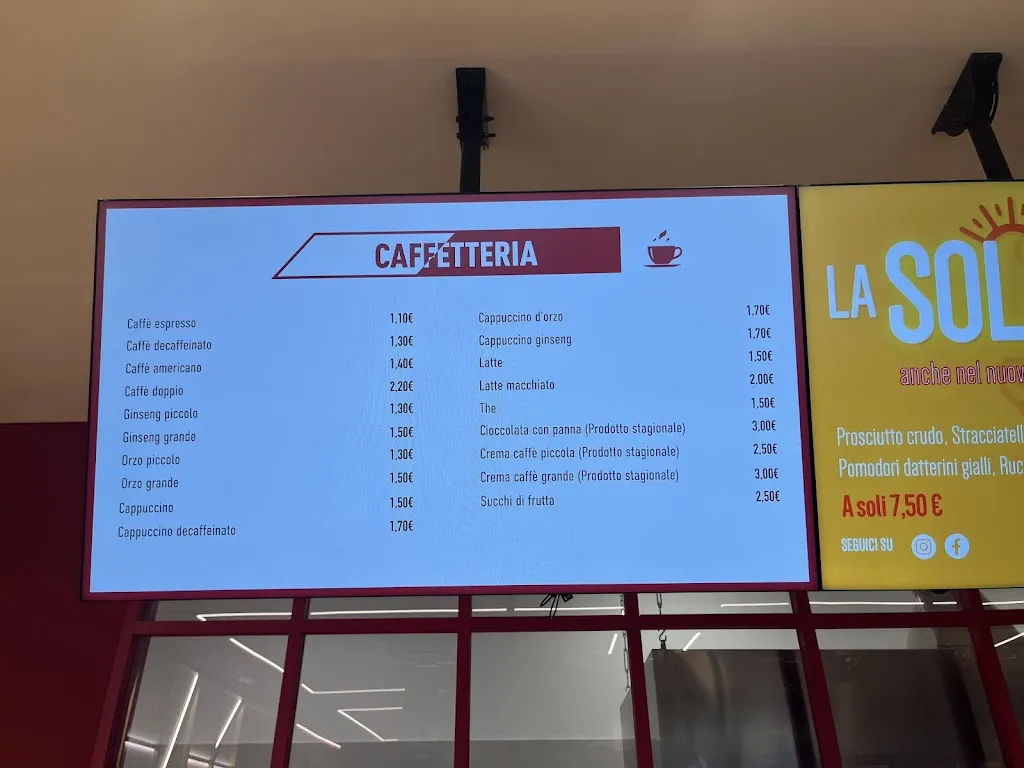 CAFFETTERIA
Caffè espresso 1,10€
Caffè decaffeinato 1,30€
Caffè americano 1,40€
Caffè doppio 2,20€
Ginseng piccolo 1,30€
Ginseng grande 1,50€
Orzo piccolo 1,30€
Orzo grande 1,50€
Cappuccino 1,50€
Cappuccino decaffeinato 1,70€
Cappuccino d'orzo 1,70€
Cappuccino ginseng 1,70€
Latte 1,50€
Latte macchiato 2,00€
The 1,50€
Cioccolata con panna (Prodotto stagionale) 3,00€
Crema caffè piccola (Prodotto stagionale) 2,50€
Crema caffè grande (Prodotto stagionale) 3,00€
Succhi di frutta 2,50€
LA SOL
anche nel nuov
Prosciutto crudo, Stracciatell
Pomodori datterini gialli, Ruc
A soli 7,50 €
SEGUICI SU